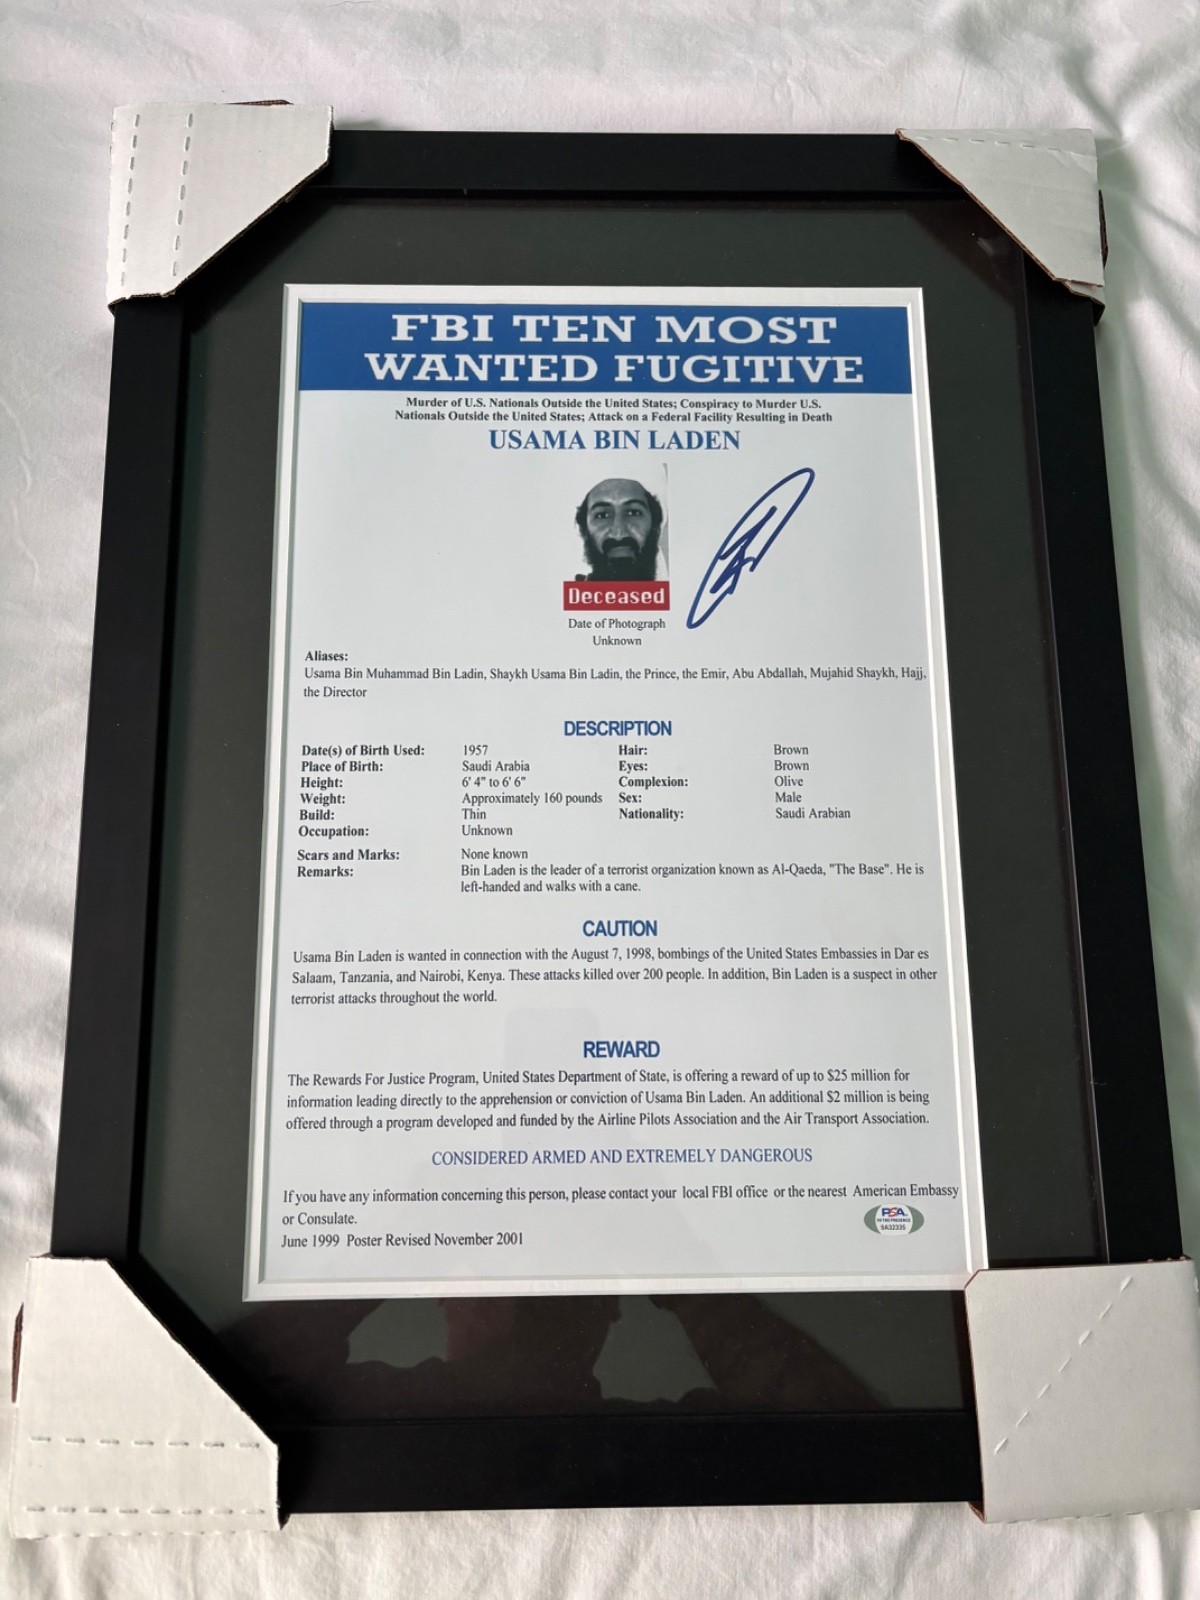 FBI TEN MOST
WANTED FUGITIVE
Murder of U.S. Nationals Outside the United States; Conspiracy to Murder U.S.
Nationals Outside the United States; Attack on a Federal Facility Resulting in Death
USAMA BIN LADEN
Deceased
Date of Photograph
Unknown
Aliases:
Usama Bin Muhammad Bin Ladin, Shaykh Usama Bin Ladin, the Prince, the Emir, Abu Abdallah, Mujahid Shaykh, Hajj,
the Director
DESCRIPTION
Date(s) of Birth Used: 1957 Hair: Brown
Place of Birth: Saudi Arabia Eyes: Brown
Height: 6' 4" to 6' 6" Complexion: Olive
Weight: Approximately 160 pounds Sex: Male
Build: Thin Nationality: Saudi Arabian
Occupation: Unknown
Scars and Marks: None known
Remarks: Bin Laden is the leader of a terrorist organization known as Al-Qaeda, "The Base". He is
left-handed and walks with a cane.
CAUTION
Usama Bin Laden is wanted in connection with the August 7, 1998, bombings of the United States Embassies in Dar es
Salaam, Tanzania, and Nairobi, Kenya. These attacks killed over 200 people. In addition, Bin Laden is a suspect in other
terrorist attacks throughout the world.
REWARD
The Rewards For Justice Program, United States Department of State, is offering a reward of up to $25 million for
information leading directly to the apprehension or conviction of Usama Bin Laden. An additional $2 million is being
offered through a program developed and funded by the Airline Pilots Association and the Air Transport Association.
CONSIDERED ARMED AND EXTREMELY DANGEROUS
If you have any information concerning this person, please contact your local FBI office or the nearest American Embassy
or Consulate.
June 1999 Poster Revised November 2001
PSA
IN THE PRESENCE
9A32335